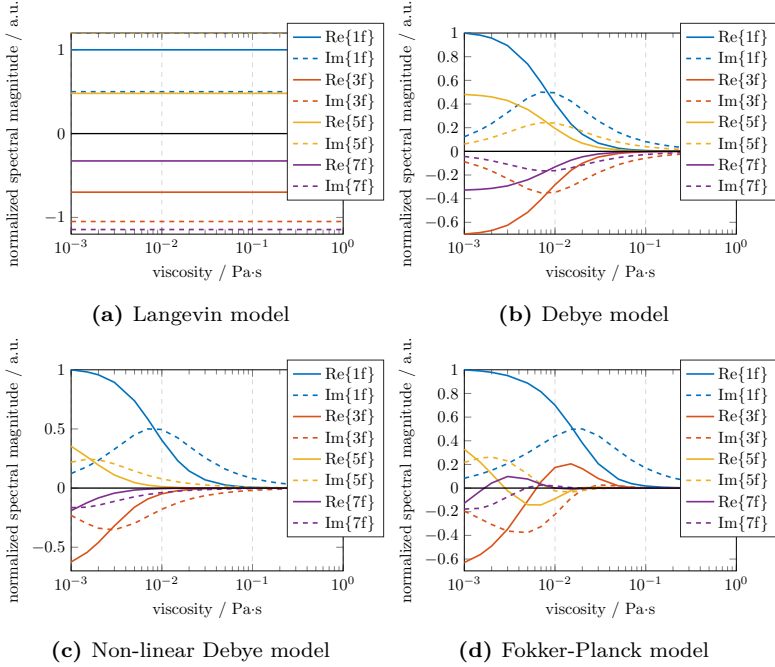 normalized spectral magnitude / a.u.
1
0
−1
10−3
10−2
10−1
100
viscosity / Pa·s
Re{1f}
Im{1f}
Re{3f}
Im{3f}
Re{5f}
Im{5f}
Re{7f}
Im{7f}
(a) Langevin model
normalized spectral magnitude / a.u.
1
0.8
0.6
0.4
0.2
0
−0.2
−0.4
−0.6
10−3
10−2
10−1
100
viscosity / Pa·s
Re{1f}
Im{1f}
Re{3f}
Im{3f}
Re{5f}
Im{5f}
Re{7f}
Im{7f}
(b) Debye model
normalized spectral magnitude / a.u.
1
0.5
0
−0.5
10−3
10−2
10−1
100
viscosity / Pa·s
Re{1f}
Im{1f}
Re{3f}
Im{3f}
Re{5f}
Im{5f}
Re{7f}
Im{7f}
(c) Non-linear Debye model
normalized spectral magnitude / a.u.
1
0.8
0.6
0.4
0.2
0
−0.2
−0.4
−0.6
10−3
10−2
10−1
100
viscosity / Pa·s
Re{1f}
Im{1f}
Re{3f}
Im{3f}
Re{5f}
Im{5f}
Re{7f}
Im{7f}
(d) Fokker-Planck model